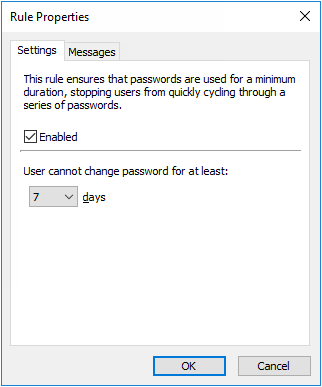 Rule Properties
Settings
Messages
This rule ensures that passwords are used for a minimum
duration, stopping users from quickly cycling through a
series of passwords.
Enabled
User cannot change password for at least:
7 days
OK
Cancel